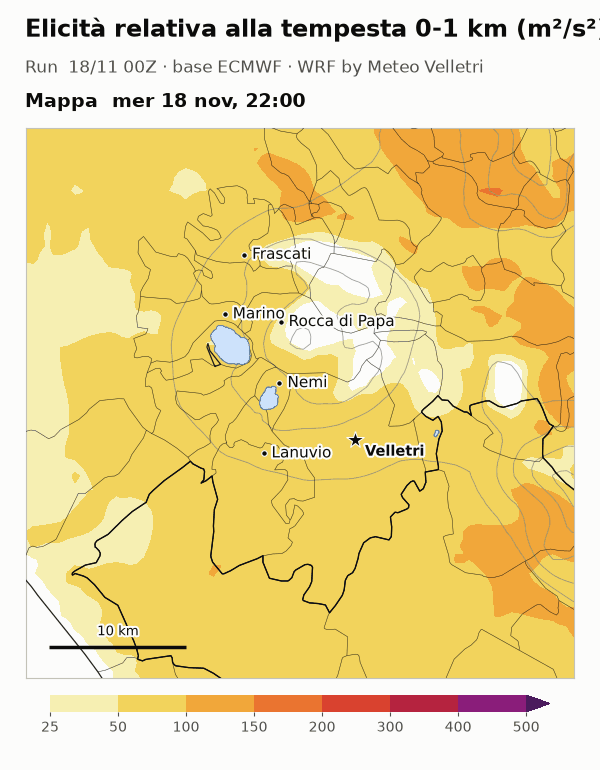 Elicità relativa alla tempesta 0-1 km (m²/s²)
Run 18/11 00Z · base ECMWF · WRF by Meteo Velletri
Mappa mer 18 nov, 22:00
Frascati
Marino
Rocca di Papa
Nemi
Velletri
Lanuvio
10 km
25 50 100 150 200 300 400 500